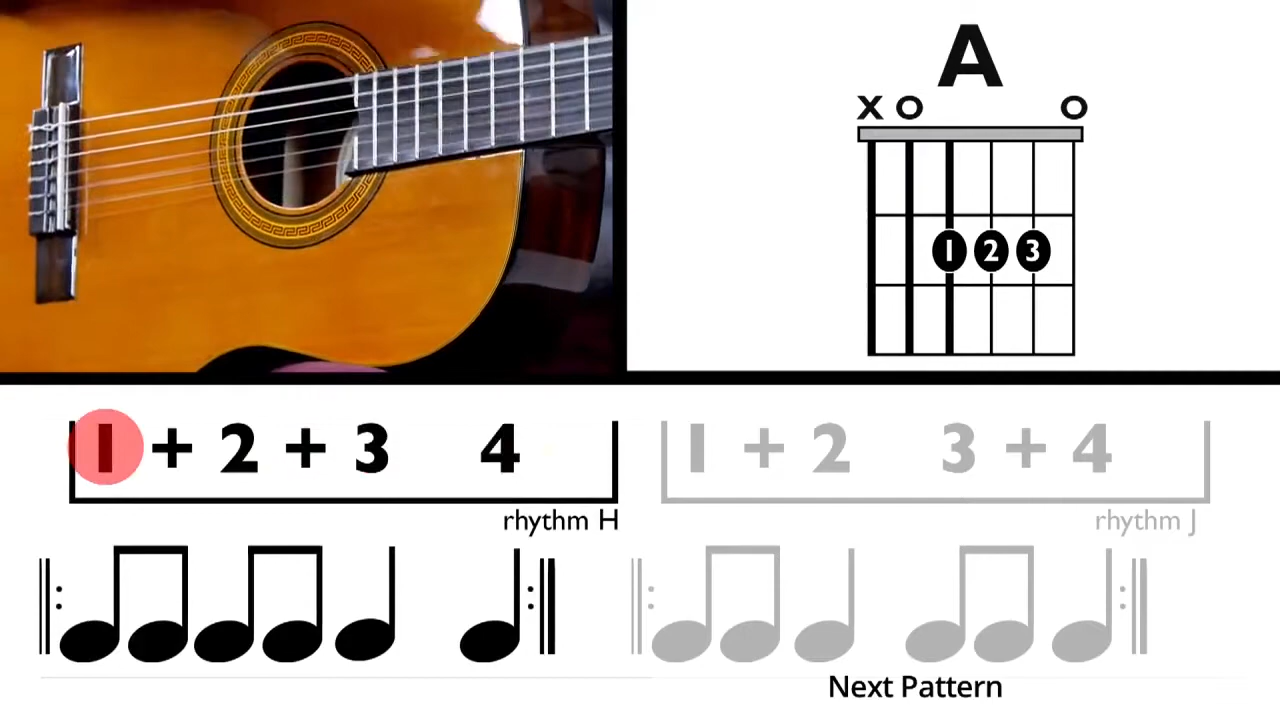 A
X O O
1 2 3
1 + 2 + 3 4
1 + 2 3 + 4
rhythm H
rhythm J
Next Pattern